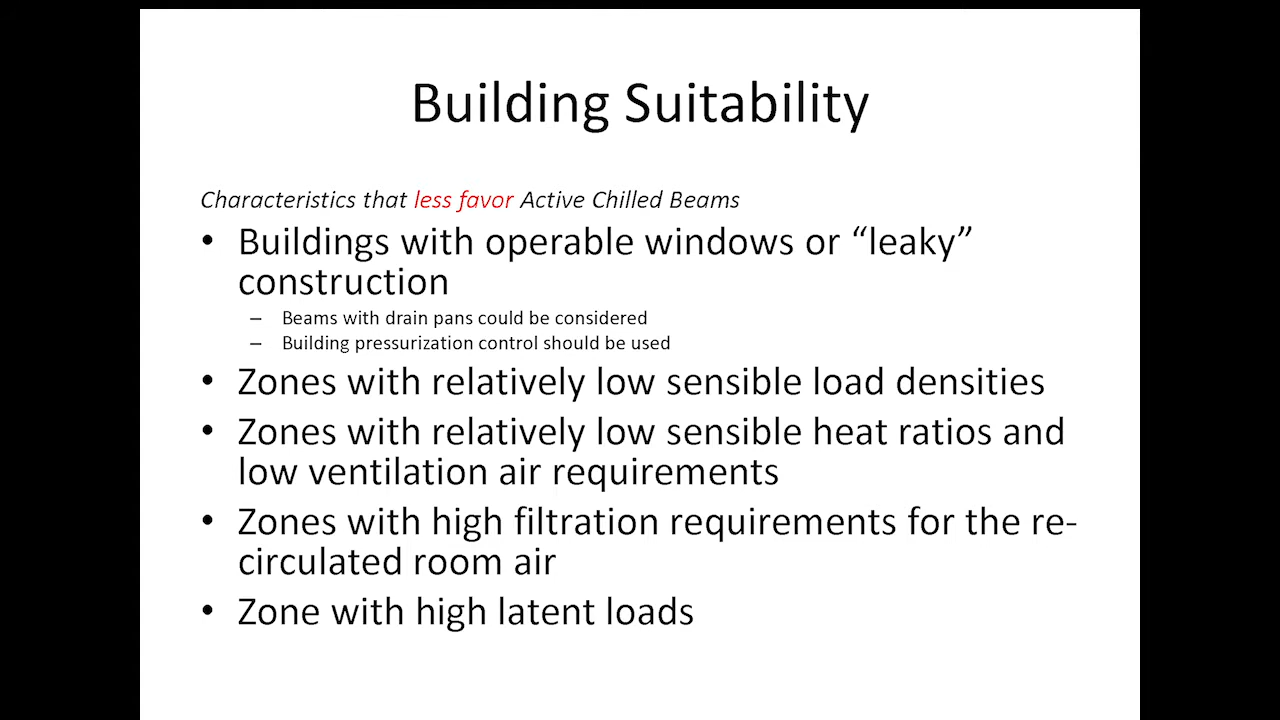 Building Suitability
Characteristics that less favor Active Chilled Beams
• Buildings with operable windows or “leaky”
construction
– Beams with drain pans could be considered
– Building pressurization control should be used
• Zones with relatively low sensible load densities
• Zones with relatively low sensible heat ratios and
low ventilation air requirements
• Zones with high filtration requirements for the re-
circulated room air
• Zone with high latent loads